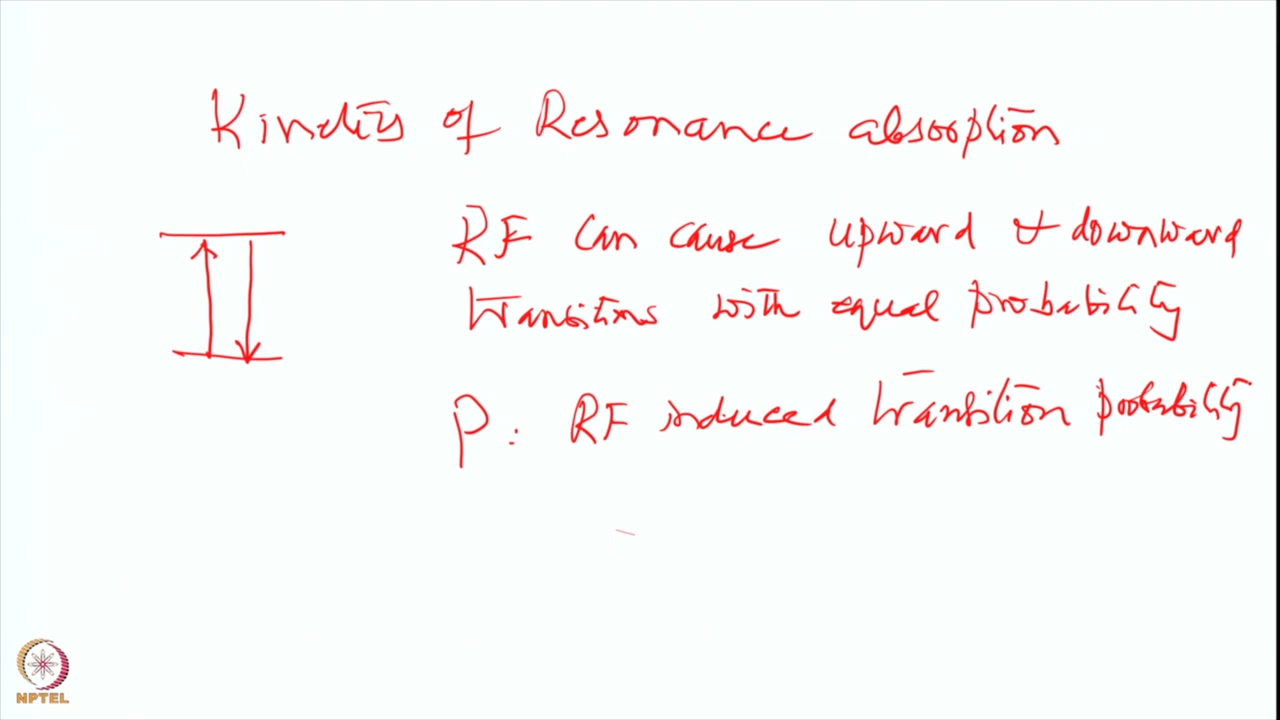 Kinetics of Resonance absorption
RF can cause upward & downward
transitions with equal probability
P : RF induced transition probability
NPTEL